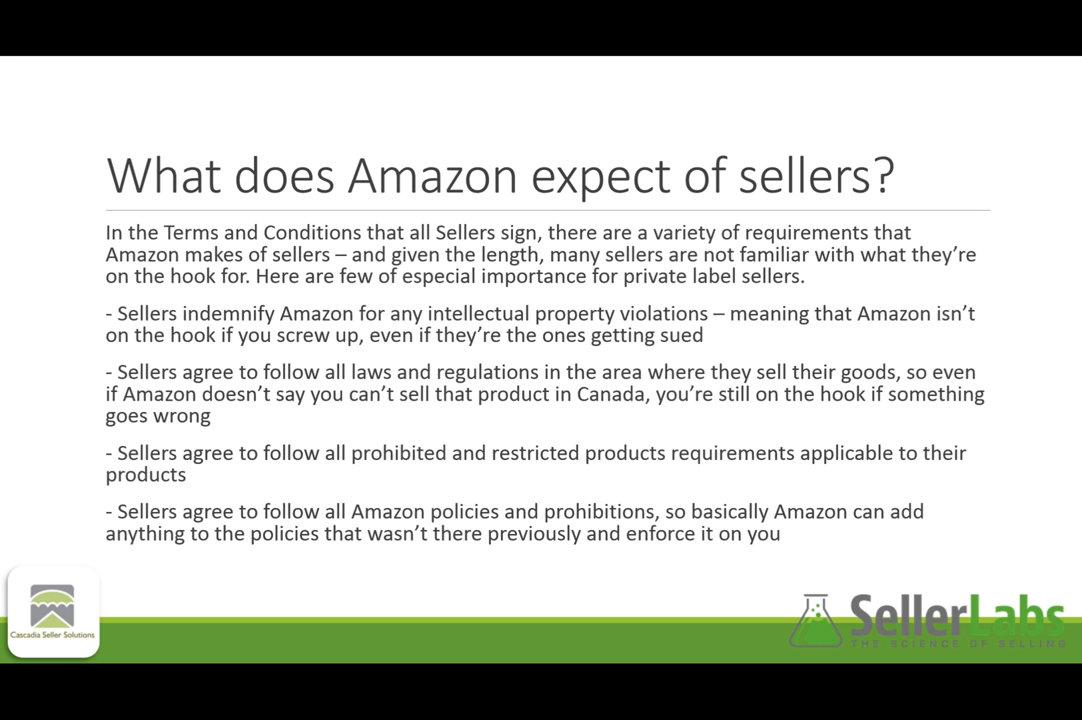 What does Amazon expect of sellers?
In the Terms and Conditions that all Sellers sign, there are a variety of requirements that
Amazon makes of sellers – and given the length, many sellers are not familiar with what they’re
on the hook for. Here are few of especial importance for private label sellers.
- Sellers indemnify Amazon for any intellectual property violations – meaning that Amazon isn’t
on the hook if you screw up, even if they’re the ones getting sued
- Sellers agree to follow all laws and regulations in the area where they sell their goods, so even
if Amazon doesn’t say you can’t sell that product in Canada, you’re still on the hook if something
goes wrong
- Sellers agree to follow all prohibited and restricted products requirements applicable to their
products
- Sellers agree to follow all Amazon policies and prohibitions, so basically Amazon can add
anything to the policies that wasn’t there previously and enforce it on you
Cascadia Seller Solutions
SellerLabs
THE SCIENCE OF SELLING